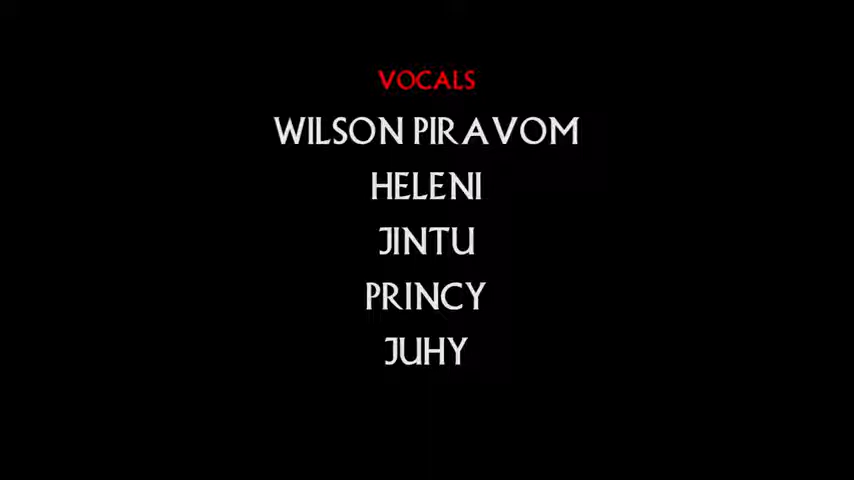 VOCALS
WILSON PIRAVOM
HELENI
JINTU
PRINCY
JUHY